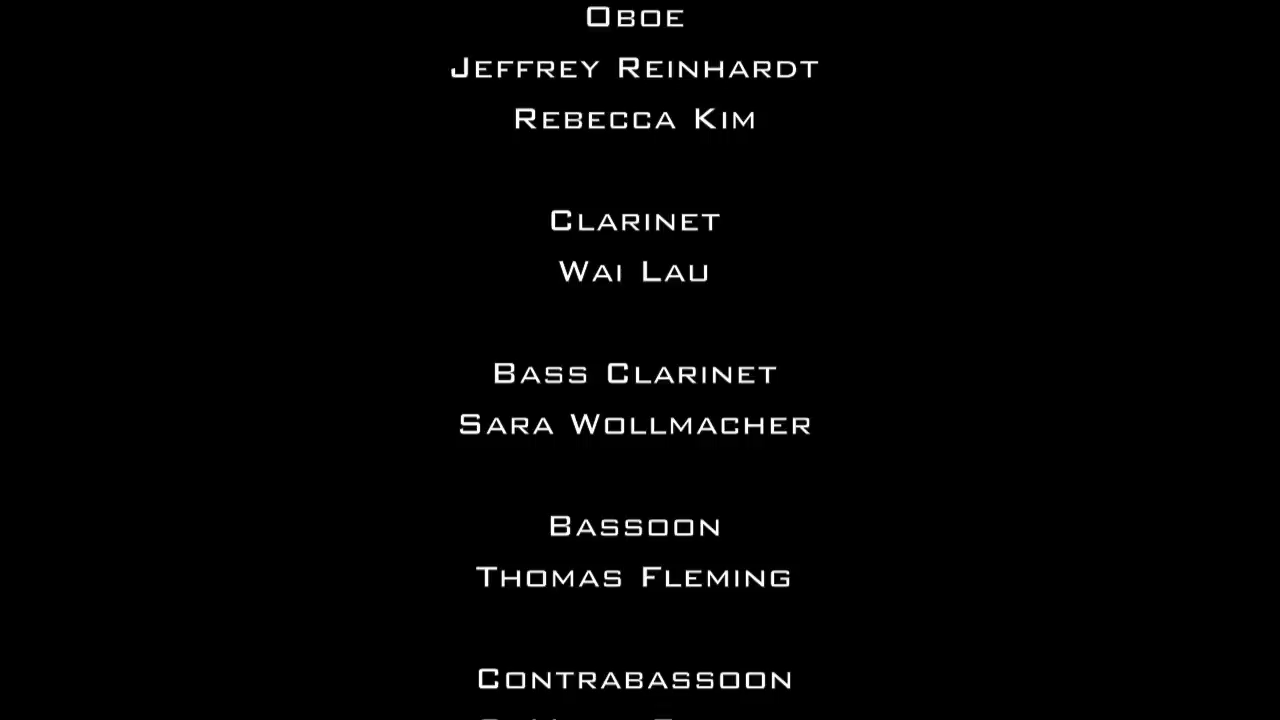 Oboe
Jeffrey Reinhardt
Rebecca Kim
Clarinet
Wai Lau
Bass Clarinet
Sara Wollmacher
Bassoon
Thomas Fleming
Contrabassoon